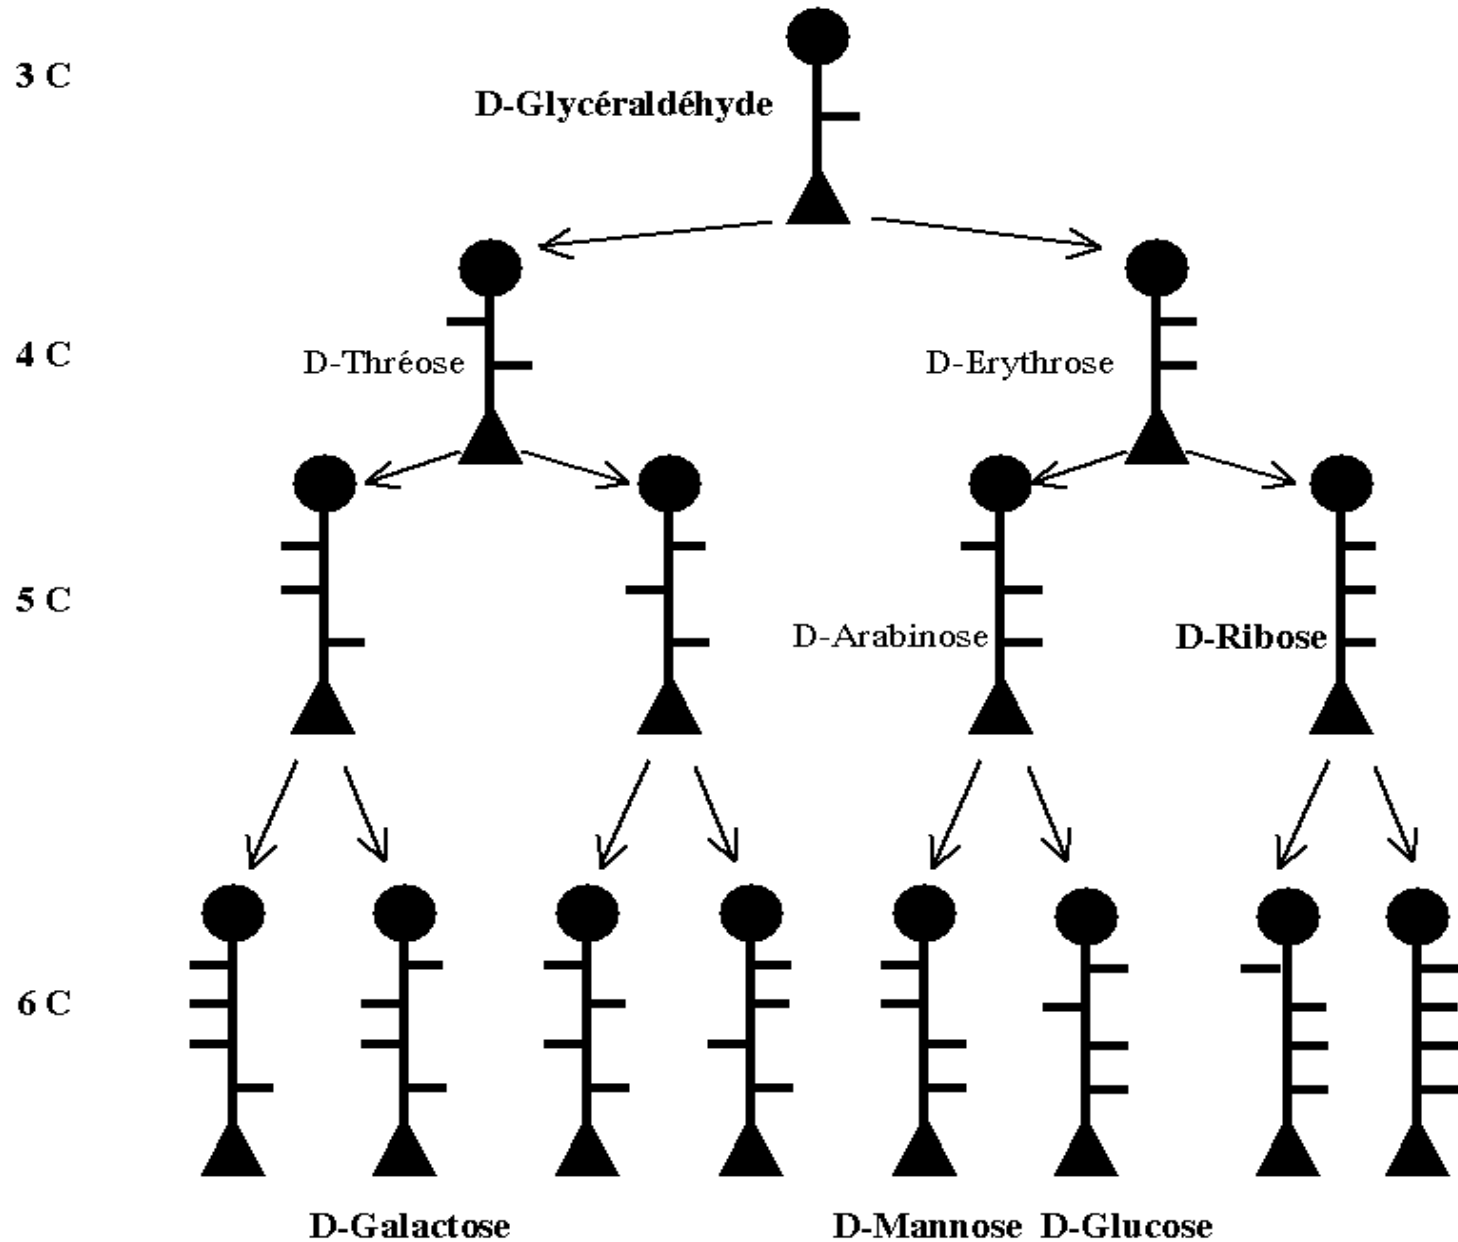 3 C
D-Glycéraldéhyde
4 C
D-Thréose
D-Erythrose
5 C
D-Arabinose
D-Ribose
6 C
D-Galactose
D-Mannose
D-Glucose